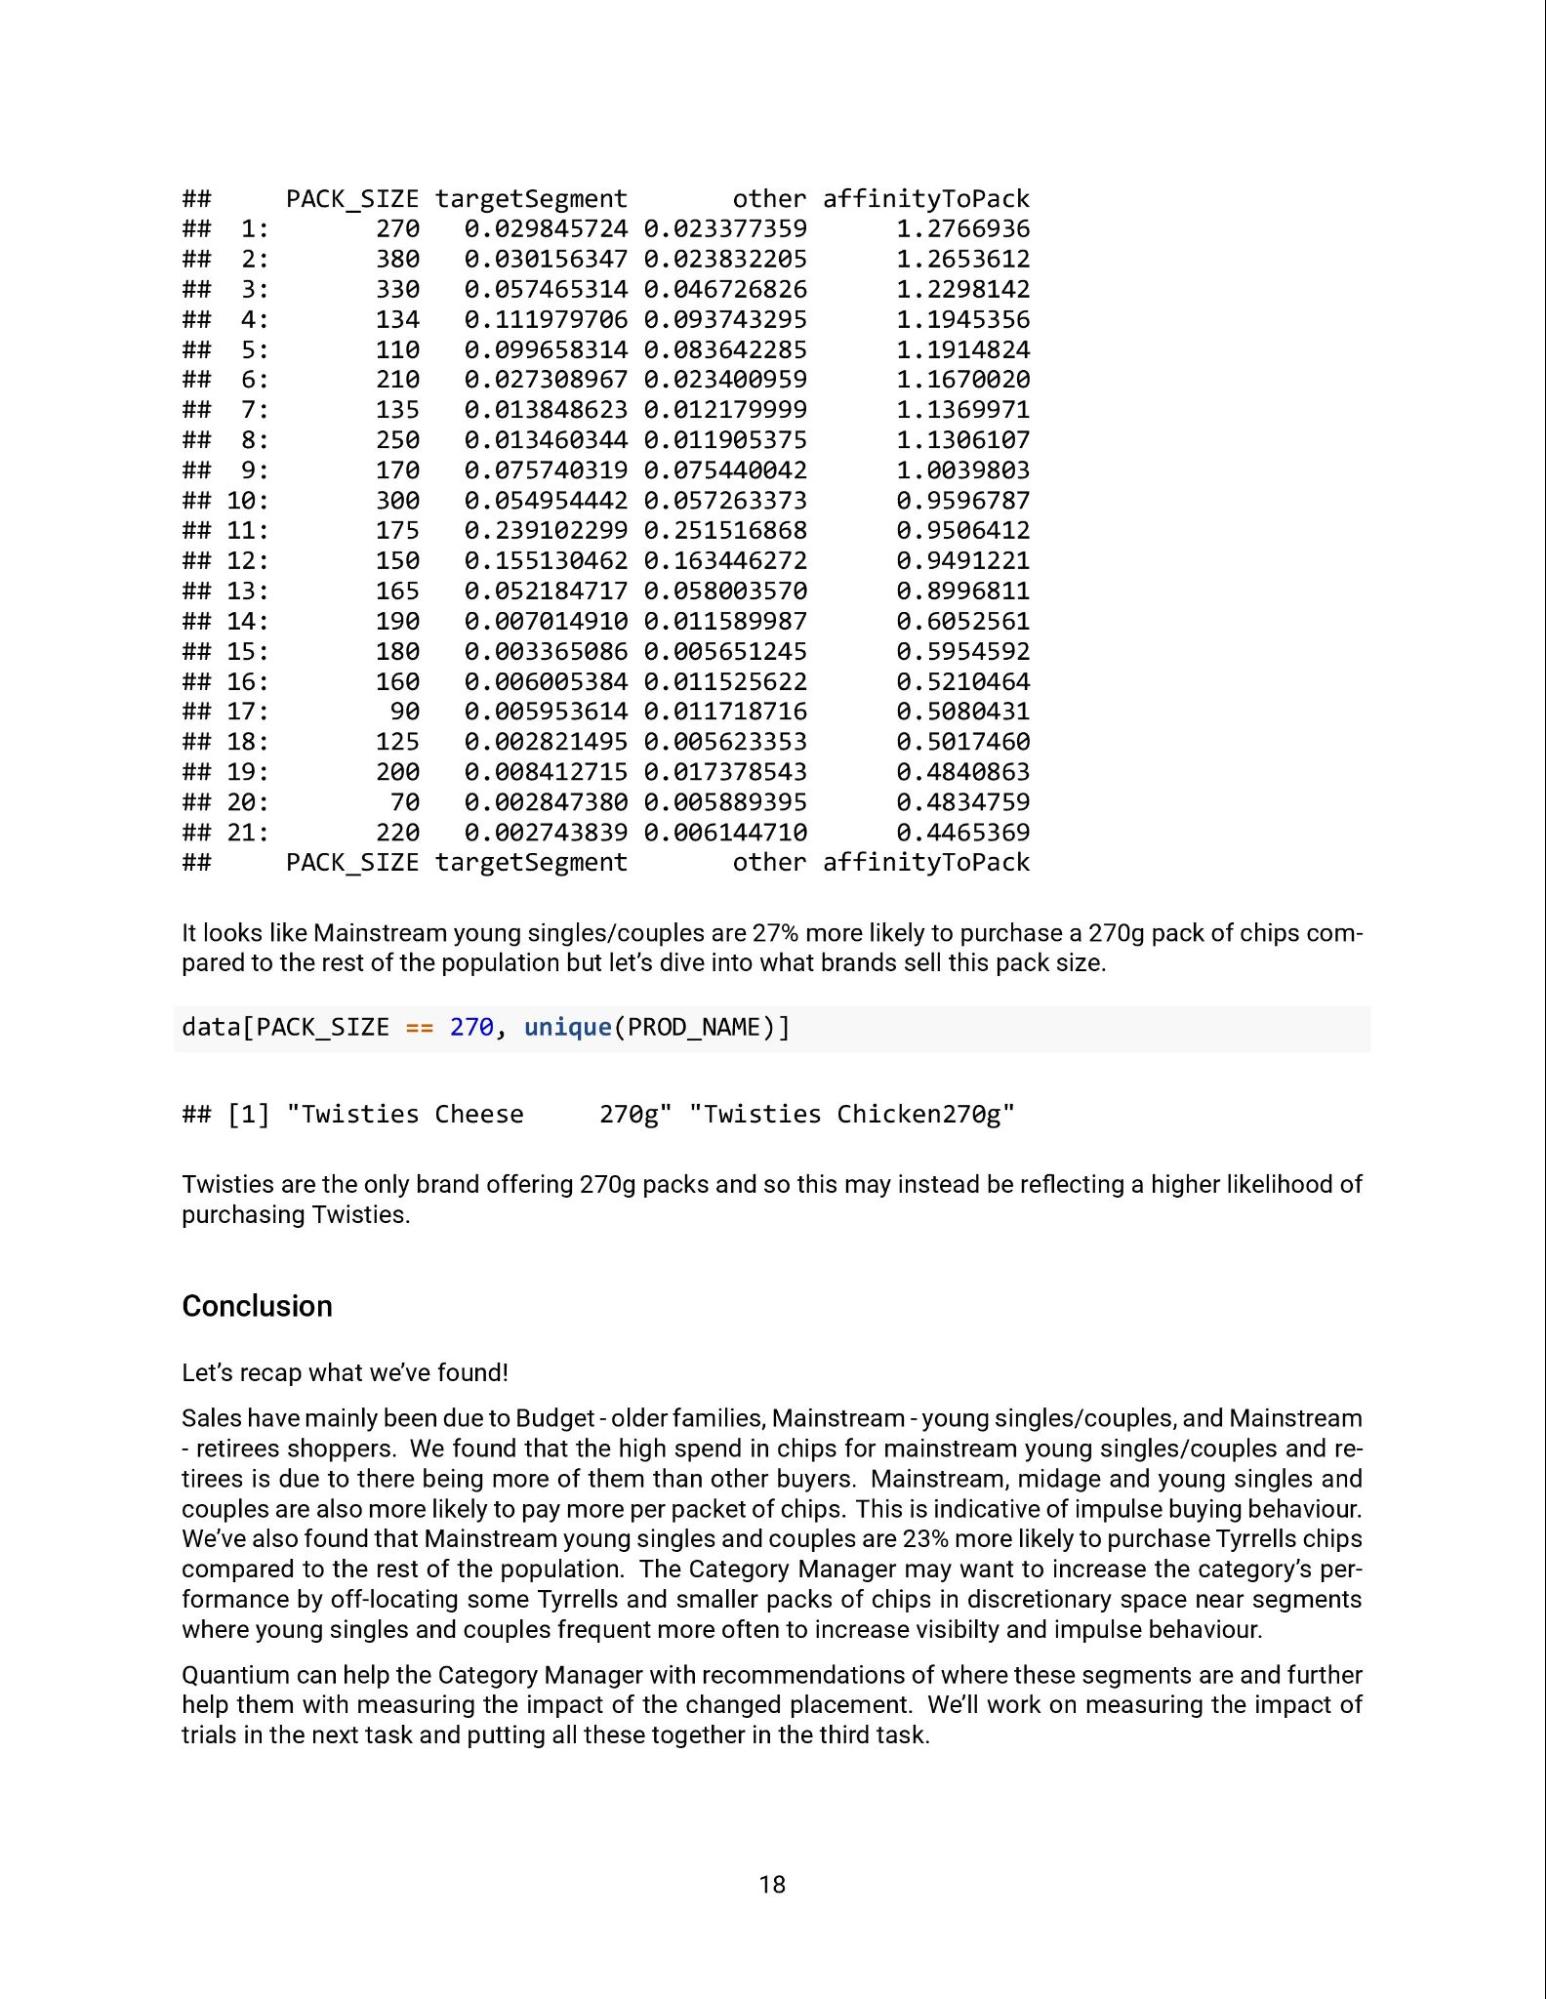 ##     PACK_SIZE targetSegment       other affinityToPack
##  1:       270   0.029845724 0.023377359      1.2766936
##  2:       380   0.030156347 0.023832205      1.2653612
##  3:       330   0.057465314 0.046726826      1.2298142
##  4:       134   0.111979706 0.093743295      1.1945356
##  5:       110   0.099658314 0.083642285      1.1914824
##  6:       210   0.027308967 0.023400959      1.1670020
##  7:       135   0.013848623 0.012179999      1.1369971
##  8:       250   0.013460344 0.011905375      1.1306107
##  9:       170   0.075740319 0.075440042      1.0039803
## 10:       300   0.054954442 0.057263373      0.9596787
## 11:       175   0.239102299 0.251516868      0.9506412
## 12:       150   0.155130462 0.163446272      0.9491221
## 13:       165   0.052184717 0.058003570      0.8996811
## 14:       190   0.007014910 0.011589987      0.6052561
## 15:       180   0.003365086 0.005651245      0.5954592
## 16:       160   0.006005384 0.011525622      0.5210464
## 17:        90   0.005953614 0.011718716      0.5080431
## 18:       125   0.002821495 0.005623353      0.5017460
## 19:       200   0.008412715 0.017378543      0.4840863
## 20:        70   0.002847380 0.005889395      0.4834759
## 21:       220   0.002743839 0.006144710      0.4465369
##     PACK_SIZE targetSegment       other affinityToPack
It looks like Mainstream young singles/couples are 27% more likely to purchase a 270g pack of chips com-
pared to the rest of the population but let's dive into what brands sell this pack size.
data[PACK_SIZE == 270, unique(PROD_NAME)]
## [1] "Twisties Cheese     270g" "Twisties Chicken270g"
Twisties are the only brand offering 270g packs and so this may instead be reflecting a higher likelihood of
purchasing Twisties.
Conclusion
Let's recap what we've found!
Sales have mainly been due to Budget - older families, Mainstream - young singles/couples, and Mainstream
- retirees shoppers. We found that the high spend in chips for mainstream young singles/couples and re-
tirees is due to there being more of them than other buyers. Mainstream, midage and young singles and
couples are also more likely to pay more per packet of chips. This is indicative of impulse buying behaviour.
We've also found that Mainstream young singles and couples are 23% more likely to purchase Tyrrells chips
compared to the rest of the population. The Category Manager may want to increase the category's per-
formance by off-locating some Tyrrells and smaller packs of chips in discretionary space near segments
where young singles and couples frequent more often to increase visibilty and impulse behaviour.
Quantium can help the Category Manager with recommendations of where these segments are and further
help them with measuring the impact of the changed placement. We'll work on measuring the impact of
trials in the next task and putting all these together in the third task.
18